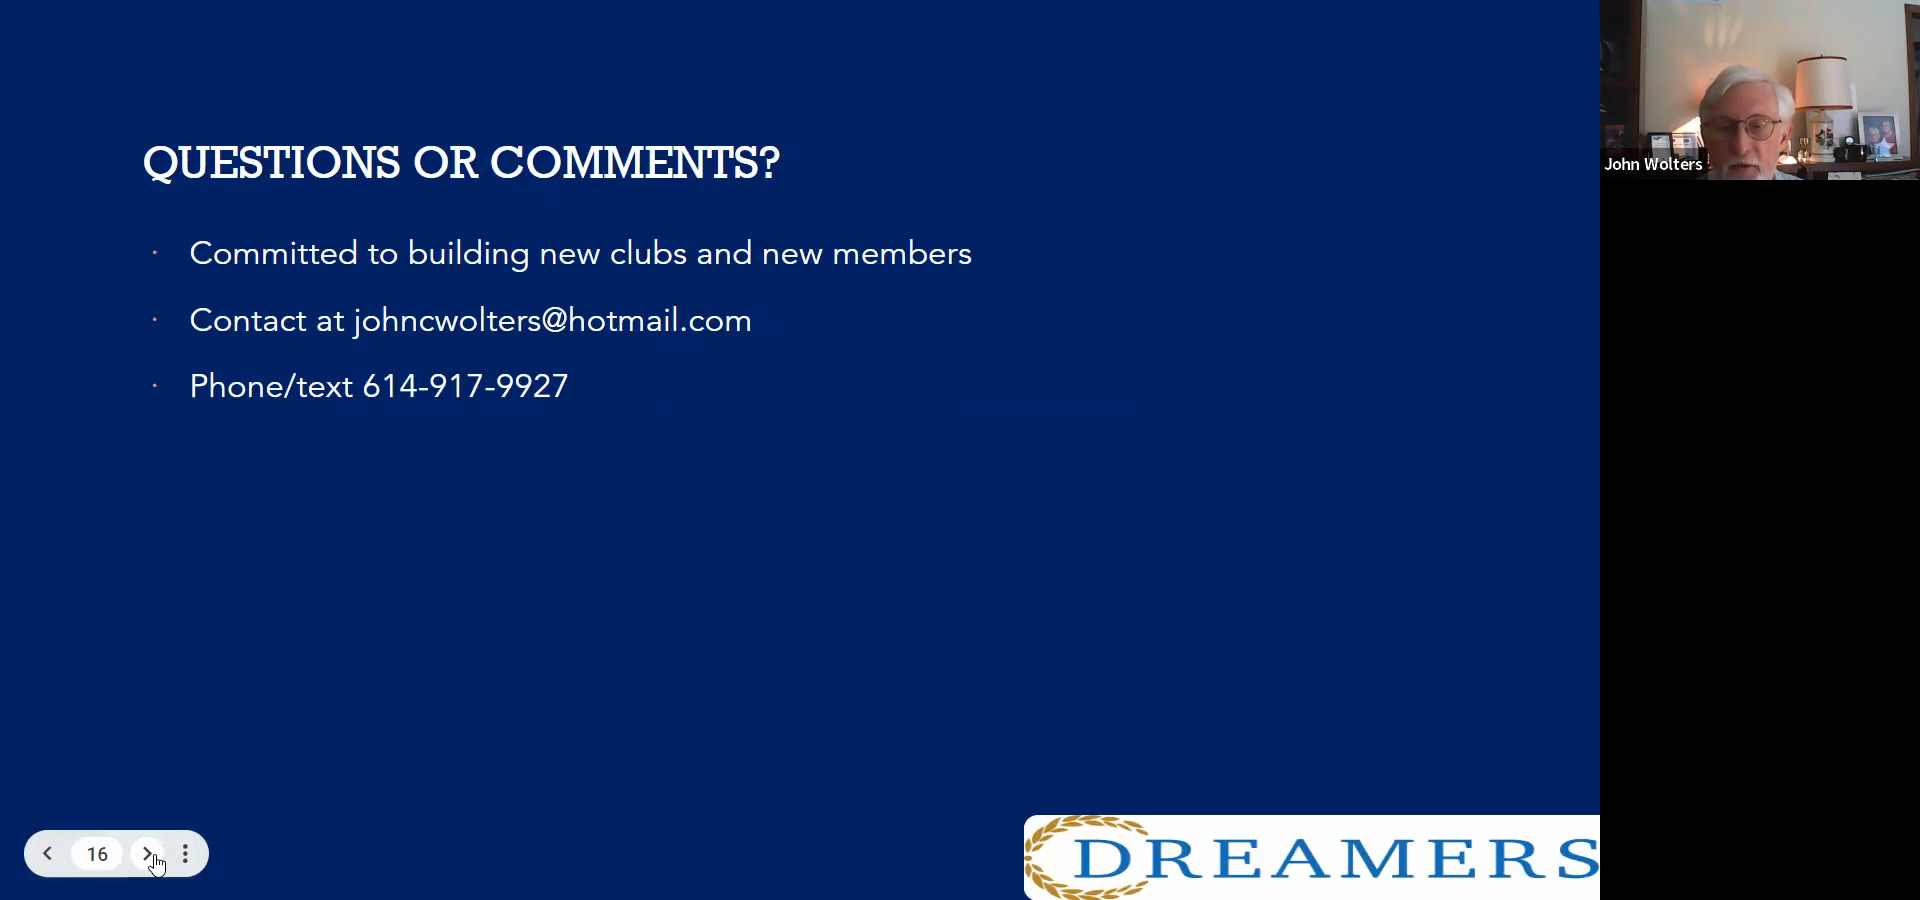 QUESTIONS OR COMMENTS?
· Committed to building new clubs and new members
· Contact at johncwolters@hotmail.com
· Phone/text 614-917-9927
John Wolters
16
DREAMERS